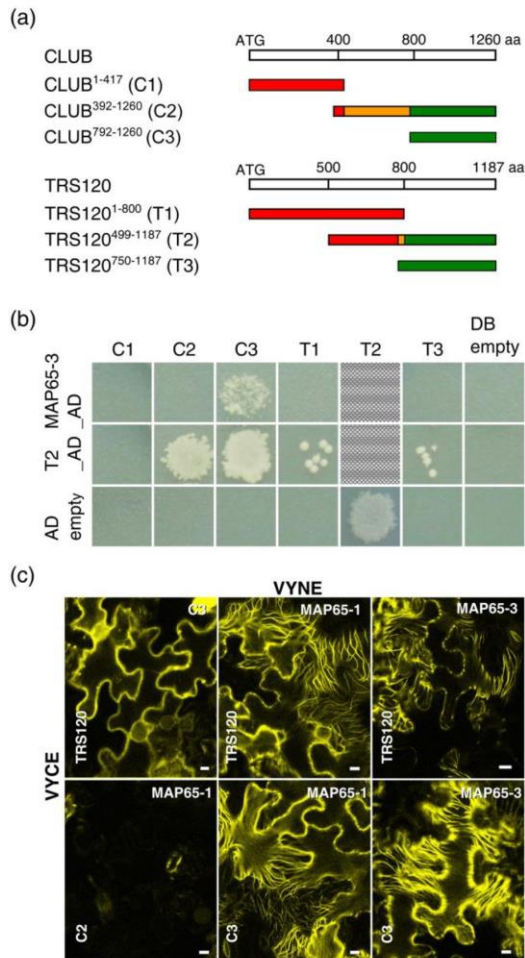 (a)
ATG 400 800 1260 aa
CLUB
CLUB1-417 (C1)
CLUB392-1260 (C2)
CLUB792-1260 (C3)
ATG 500 800 1187 aa
TRS120
TRS1201-800 (T1)
TRS120499-1187 (T2)
TRS120750-1187 (T3)
(b)
C1 C2 C3 T1 T2 T3 DB empty
MAP65-3 _AD
T2 _AD
AD empty
(c)
VYNE
VYCE
C3 TRS120
MAP65-1 TRS120
MAP65-3 TRS120
MAP65-1 C2
MAP65-1 C3
MAP65-3 C3